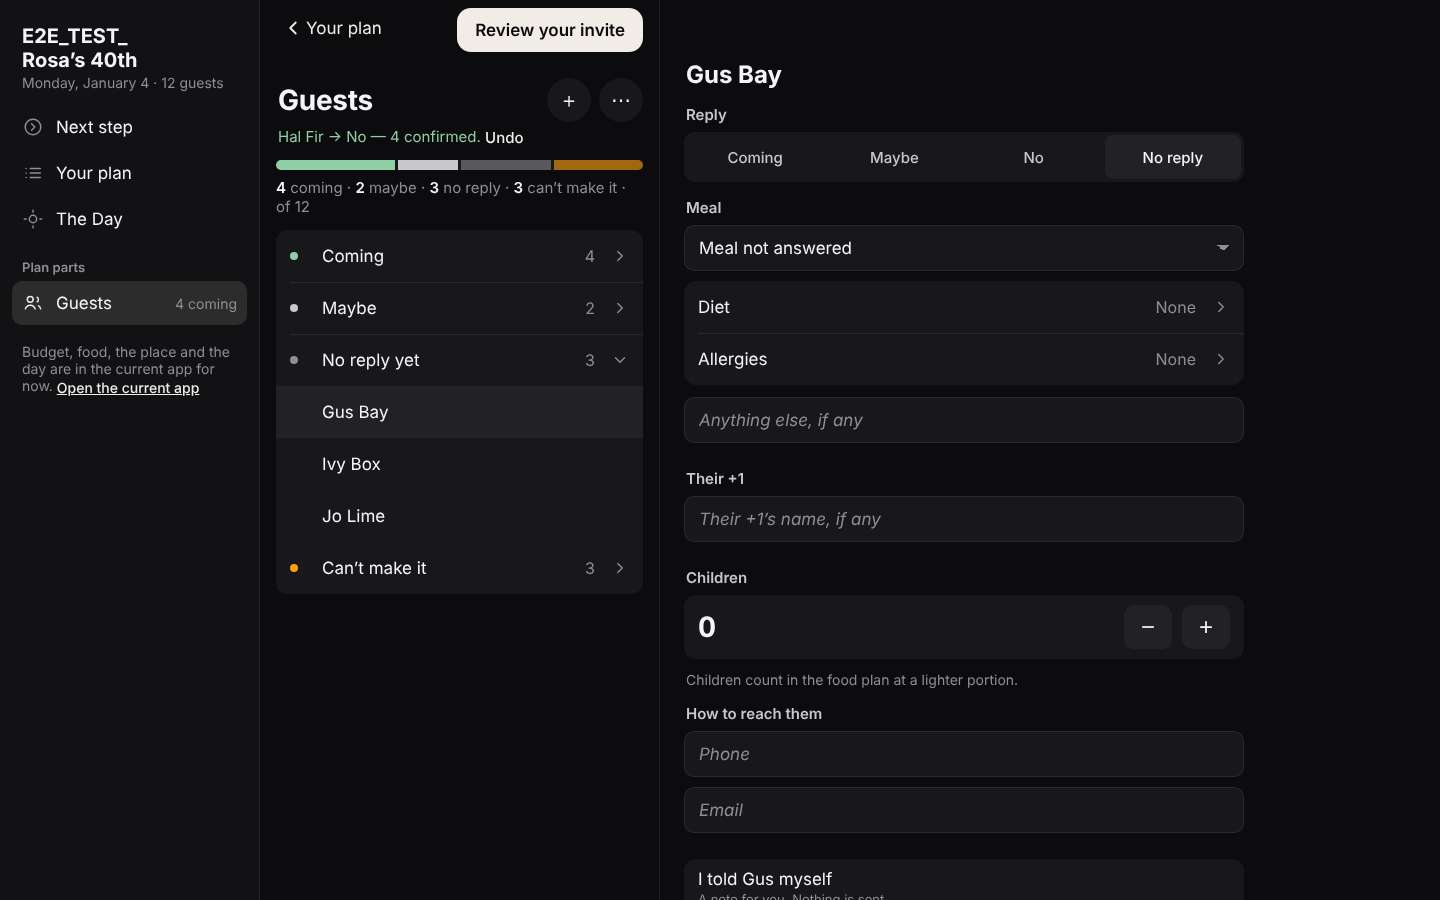 E2E_TEST_
Rosa’s 40th
Monday, January 4 · 12 guests
Next step
Your plan
The Day
Plan parts
Guests 4 coming
Budget, food, the place and the
day are in the current app for
now. Open the current app
Your plan
Review your invite
Guests
+ ···
Hal Fir → No — 4 confirmed. Undo
4 coming · 2 maybe · 3 no reply · 3 can’t make it ·
of 12
Coming 4
Maybe 2
No reply yet 3
Gus Bay
Ivy Box
Jo Lime
Can’t make it 3
Gus Bay
Reply
Coming Maybe No No reply
Meal
Meal not answered
Diet None
Allergies None
Anything else, if any
Their +1
Their +1’s name, if any
Children
0 − +
Children count in the food plan at a lighter portion.
How to reach them
Phone
Email
I told Gus myself
A note for you. Nothing is sent.